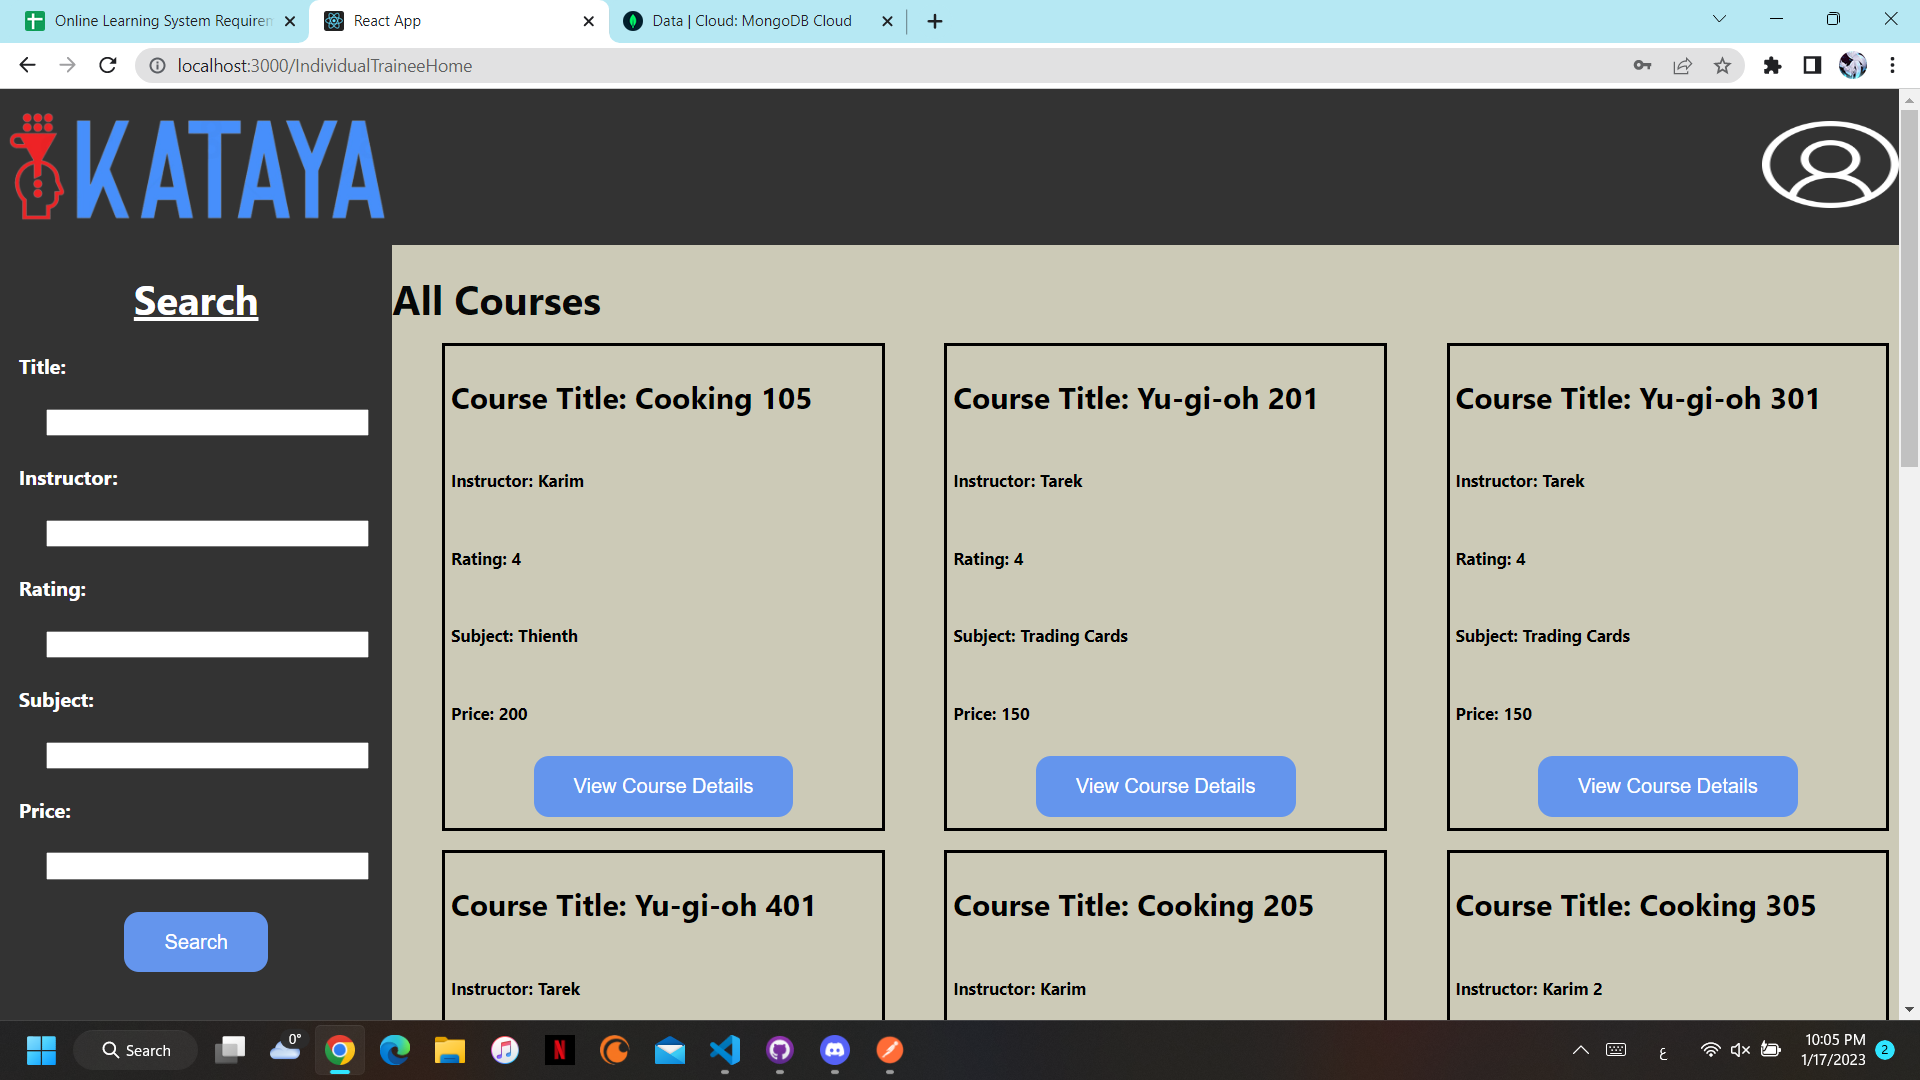 Online Learning System Requirem
React App
Data | Cloud: MongoDB Cloud
localhost:3000/IndividualTraineeHome
KATAYA
Search
Title:
Instructor:
Rating:
Subject:
Price:
Search
All Courses
Course Title: Cooking 105
Instructor: Karim
Rating: 4
Subject: Thienth
Price: 200
View Course Details
Course Title: Yu-gi-oh 201
Instructor: Tarek
Rating: 4
Subject: Trading Cards
Price: 150
View Course Details
Course Title: Yu-gi-oh 301
Instructor: Tarek
Rating: 4
Subject: Trading Cards
Price: 150
View Course Details
Course Title: Yu-gi-oh 401
Instructor: Tarek
Course Title: Cooking 205
Instructor: Karim
Course Title: Cooking 305
Instructor: Karim 2
Search
0°
N
ع
10:05 PM
1/17/2023
2